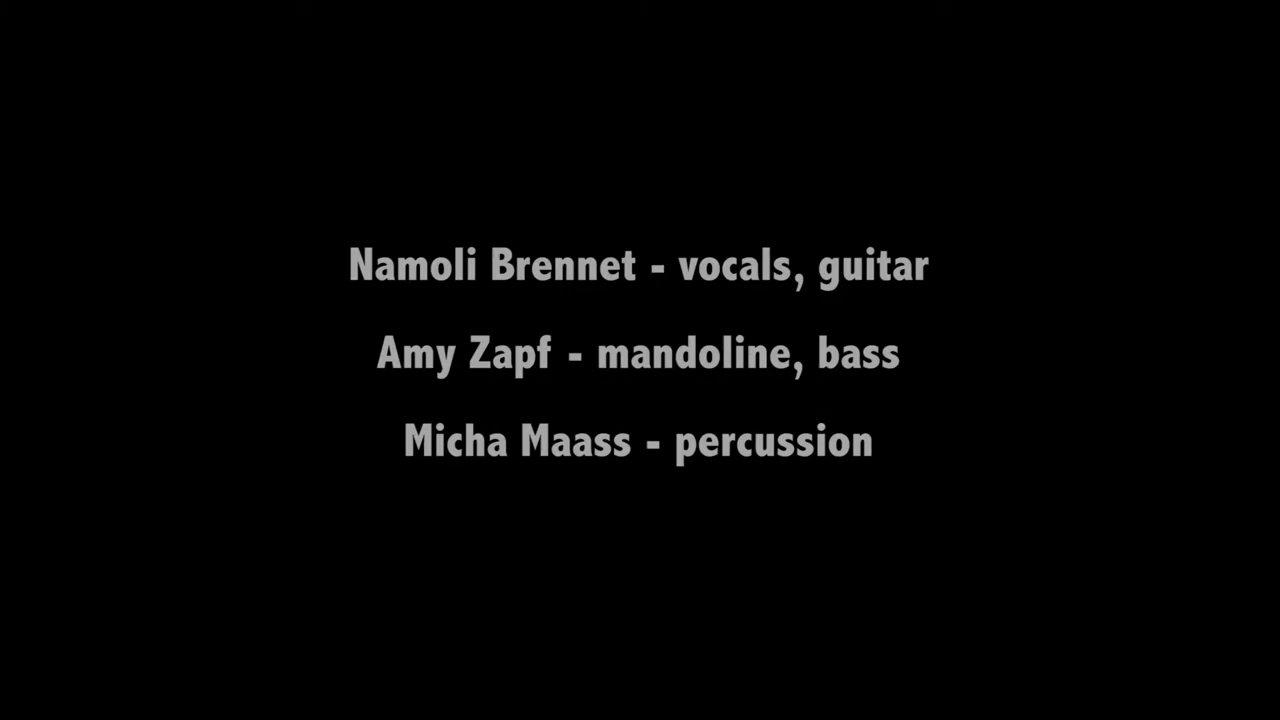 Namoli Brennet - vocals, guitar
Amy Zapf - mandoline, bass
Micha Maass - percussion